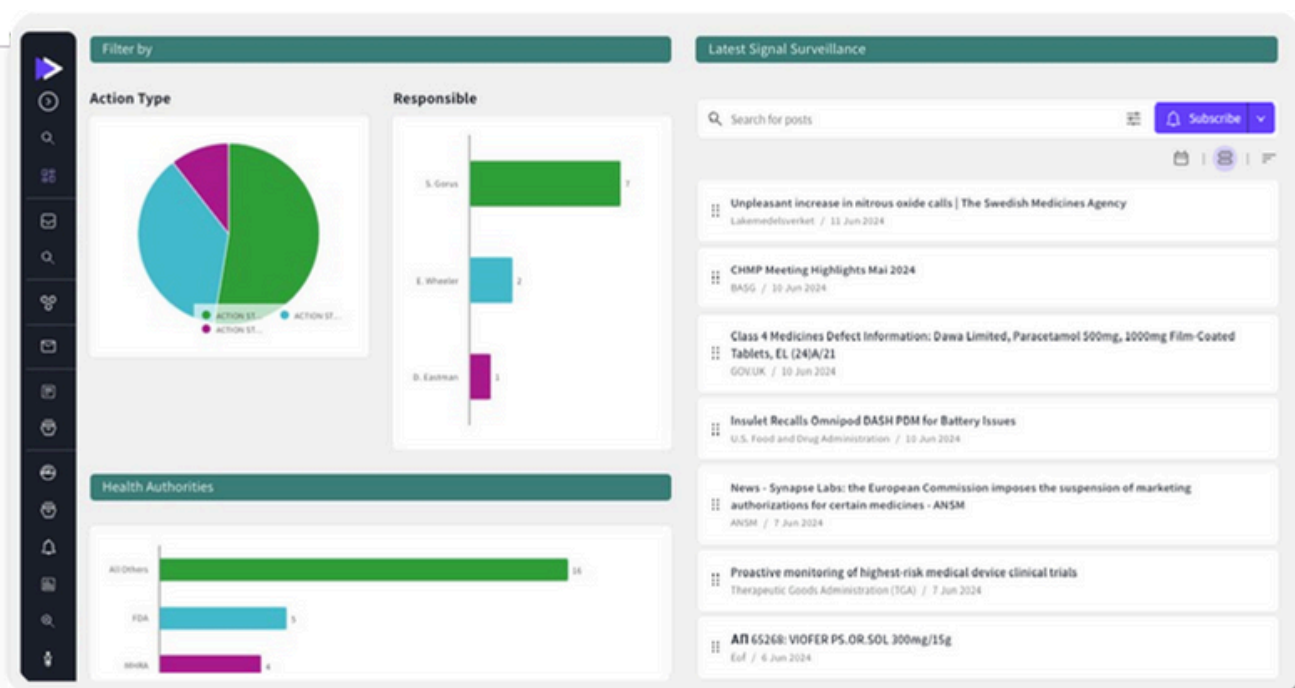 Filter by
Action Type
ACTION ST...
ACTION ST...
ACTION ST...
Responsible
S. Gorus
7
E. Wheeler
2
D. Eastman
1
Health Authorities
All Others
16
FDA
5
MHRA
4
Latest Signal Surveillance
Search for posts
Subscribe
Unpleasant increase in nitrous oxide calls | The Swedish Medicines Agency
Lakemedelsverket / 11 Jun 2024
CHMP Meeting Highlights Mai 2024
BASG / 10 Jun 2024
Class 4 Medicines Defect Information: Dawa Limited, Paracetamol 500mg, 1000mg Film-Coated
Tablets, EL (24)A/21
GOV.UK / 10 Jun 2024
Insulet Recalls Omnipod DASH PDM for Battery Issues
U.S. Food and Drug Administration / 10 Jun 2024
News - Synapse Labs: the European Commission imposes the suspension of marketing
authorizations for certain medicines - ANSM
ANSM / 7 Jun 2024
Proactive monitoring of highest-risk medical device clinical trials
Therapeutic Goods Administration (TGA) / 7 Jun 2024
ΑΠ 65268: VIOFER PS.OR.SOL 300mg/15g
Eof / 6 Jun 2024